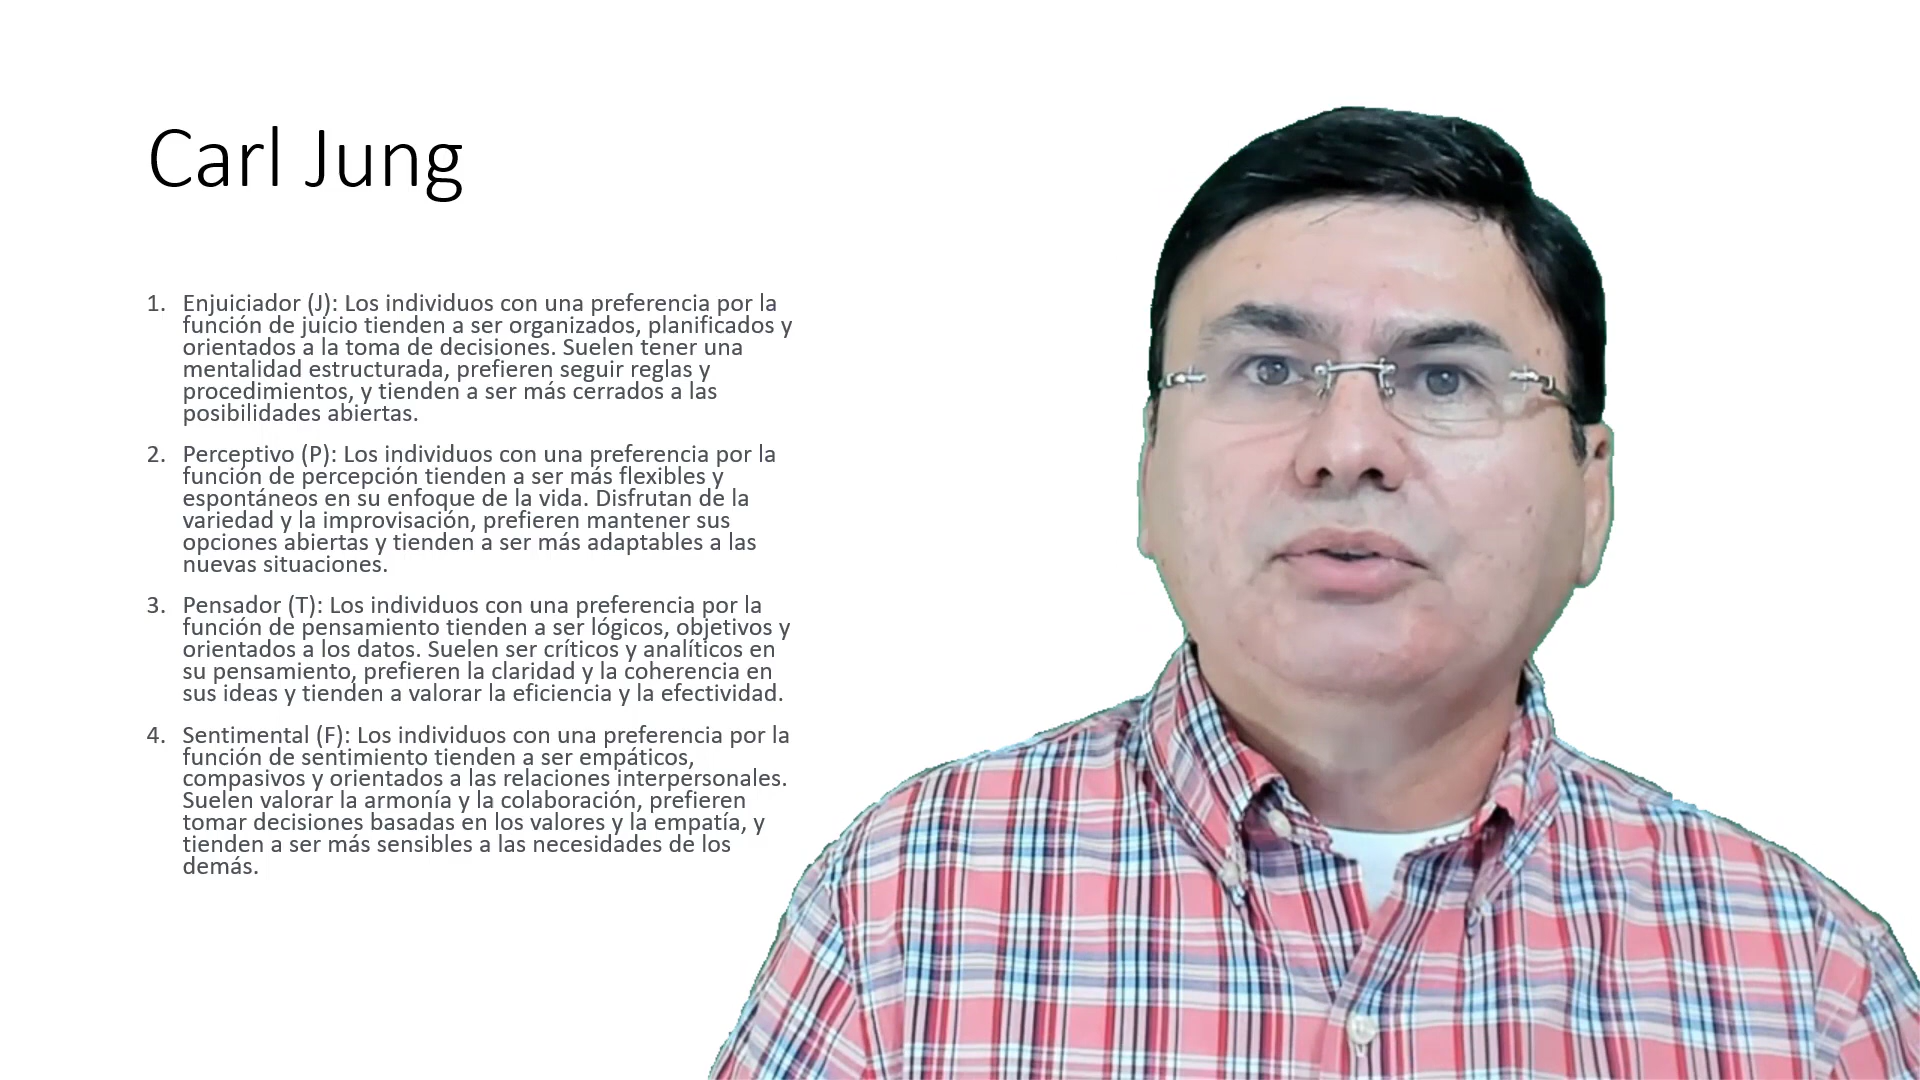 Carl Jung
1. Enjuiciador (J): Los individuos con una preferencia por la
función de juicio tienden a ser organizados, planificados y
orientados a la toma de decisiones. Suelen tener una
mentalidad estructurada, prefieren seguir reglas y
procedimientos, y tienden a ser más cerrados a las
posibilidades abiertas.
2. Perceptivo (P): Los individuos con una preferencia por la
función de percepción tienden a ser más flexibles y
espontáneos en su enfoque de la vida. Disfrutan de la
variedad y la improvisación, prefieren mantener sus
opciones abiertas y tienden a ser más adaptables a las
nuevas situaciones.
3. Pensador (T): Los individuos con una preferencia por la
función de pensamiento tienden a ser lógicos, objetivos y
orientados a los datos. Suelen ser críticos y analíticos en
su pensamiento, prefieren la claridad y la coherencia en
sus ideas y tienden a valorar la eficiencia y la efectividad.
4. Sentimental (F): Los individuos con una preferencia por la
función de sentimiento tienden a ser empáticos,
compasivos y orientados a las relaciones interpersonales.
Suelen valorar la armonía y la colaboración, prefieren
tomar decisiones basadas en los valores y la empatía, y
tienden a ser más sensibles a las necesidades de los
demás.